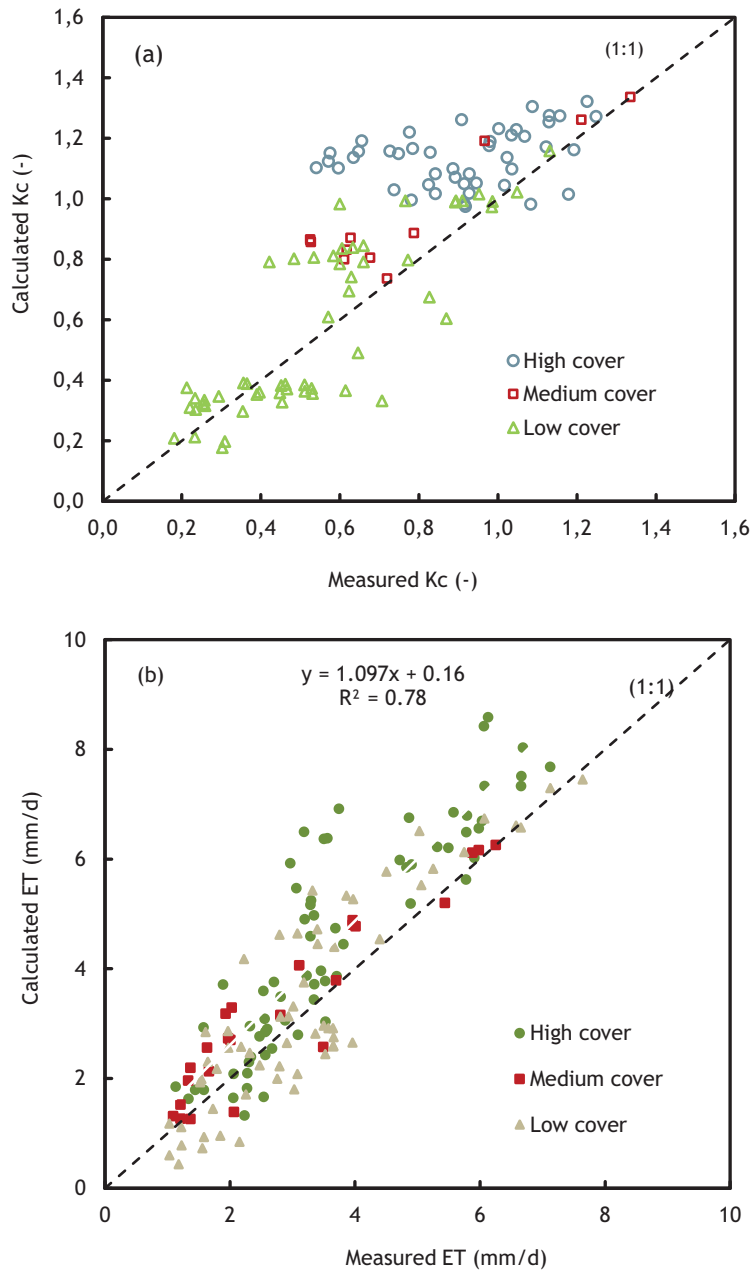 1,6
(a)
(1:1)
1,4
1,2
1,0
0,8
0,6
0,4
0,2
0,0
Calculated Kc (-)
High cover
Medium cover
Low cover
0,0 0,2 0,4 0,6 0,8 1,0 1,2 1,4 1,6
Measured Kc (-)
10
(b)
y = 1.097x + 0.16
R² = 0.78
(1:1)
8
6
4
2
0
Calculated ET (mm/d)
High cover
Medium cover
Low cover
0 2 4 6 8 10
Measured ET (mm/d)